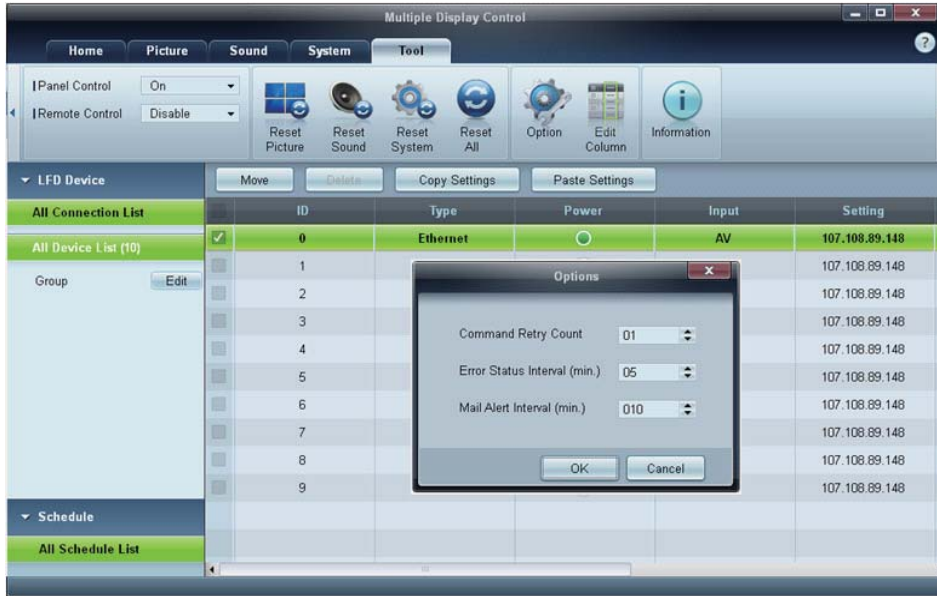 Multiple Display Control
Home Picture Sound System Tool
?
Panel Control On
Remote Control Disable
Reset Picture
Reset Sound
Reset System
Reset All
Option
Edit Column
Information
LFD Device
Move Delete Copy Settings Paste Settings
All Connection List
ID Type Power Input Setting
All Device List (10)
Group Edit
0 Ethernet AV 107.108.89.148
1 107.108.89.148
2 107.108.89.148
3 107.108.89.148
4 107.108.89.148
5 107.108.89.148
6 107.108.89.148
7 107.108.89.148
8 107.108.89.148
9 107.108.89.148
Options
Command Retry Count 01
Error Status Interval (min.) 05
Mail Alert Interval (min.) 010
OK Cancel
Schedule
All Schedule List